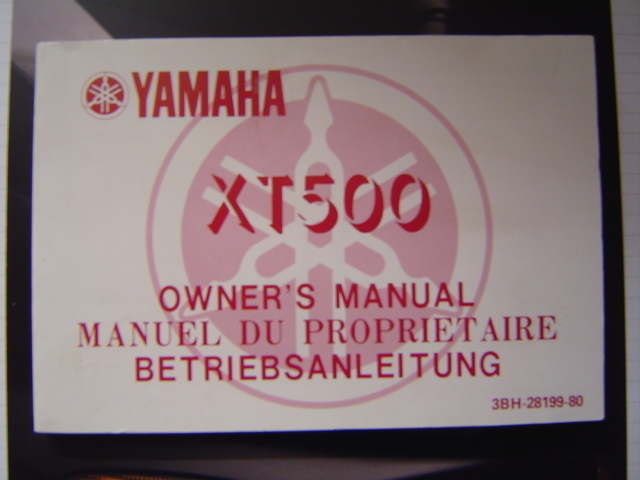 YAMAHA
XT500
OWNER'S MANUAL
MANUEL DU PROPRIETAIRE
BETRIEBSANLEITUNG
3BH-28199-80